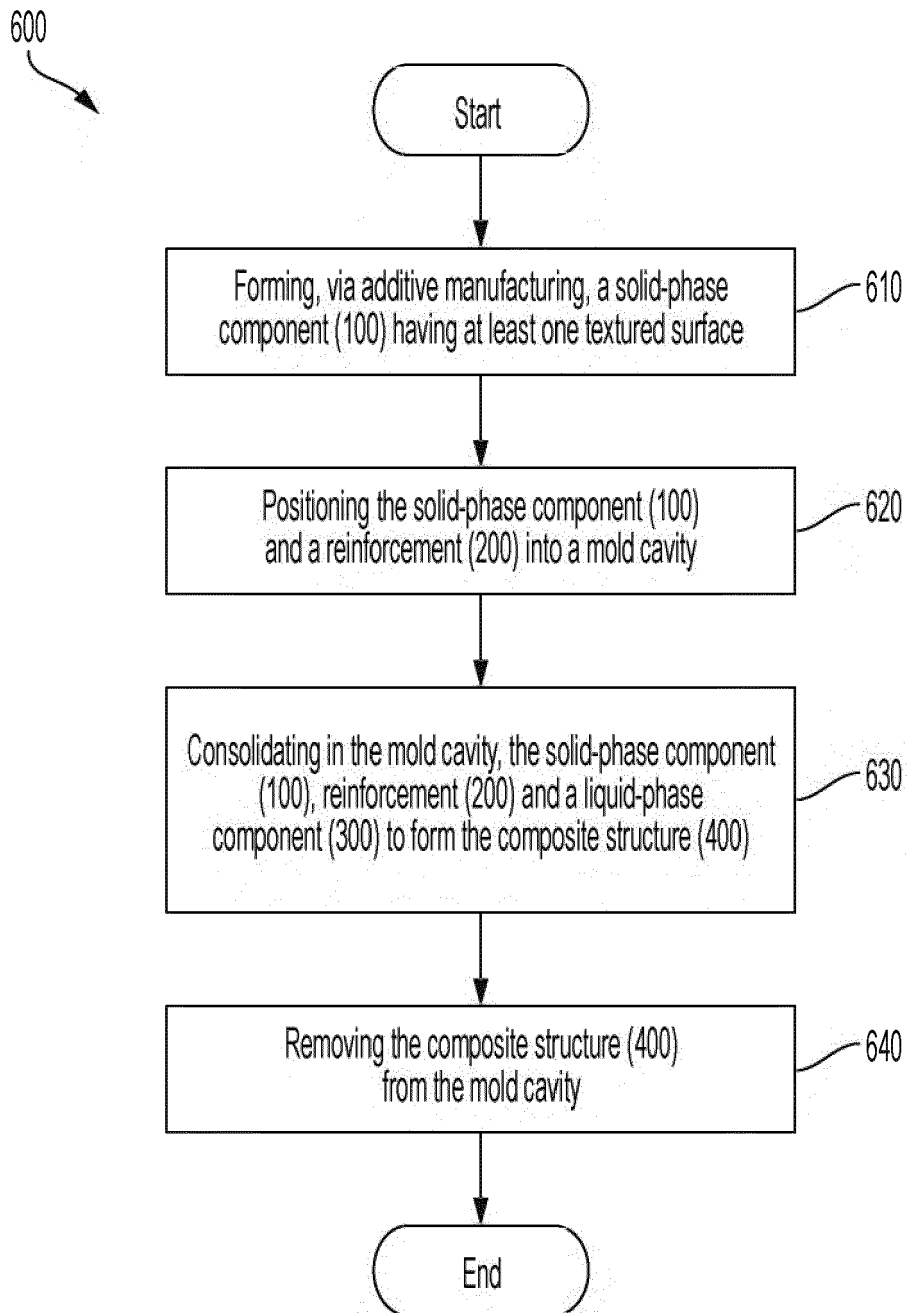 600
Start
Forming, via additive manufacturing, a solid-phase
component (100) having at least one textured surface
610
Positioning the solid-phase component (100)
and a reinforcement (200) into a mold cavity
620
Consolidating in the mold cavity, the solid-phase component
(100), reinforcement (200) and a liquid-phase
component (300) to form the composite structure (400)
630
Removing the composite structure (400)
from the mold cavity
640
End